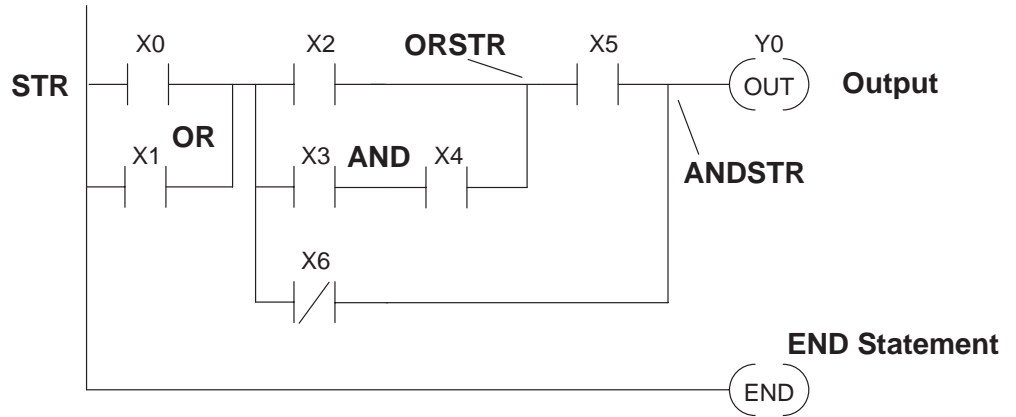 X0 X2 ORSTR X5 Y0
STR OUT Output
OR
X1 X3 AND X4 ANDSTR
X6
END Statement
END